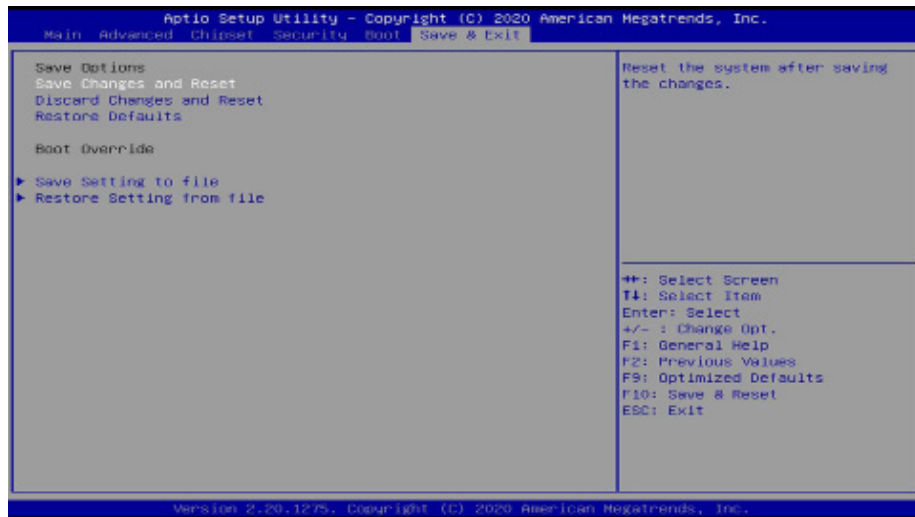 Aptio Setup Utility - Copyright (C) 2020 American Megatrends, Inc.
Main Advanced Chipset Security Boot Save & Exit
Save Options
Save Changes and Reset
Discard Changes and Reset
Restore Defaults
Boot Override
▶ Save Setting to file
▶ Restore Setting from file
Reset the system after saving
the changes.
↔: Select Screen
↑↓: Select Item
Enter: Select
+/- : Change Opt.
F1: General Help
F2: Previous Values
F9: Optimized Defaults
F10: Save & Reset
ESC: Exit
Version 2.20.1275. Copyright (C) 2020 American Megatrends, Inc.